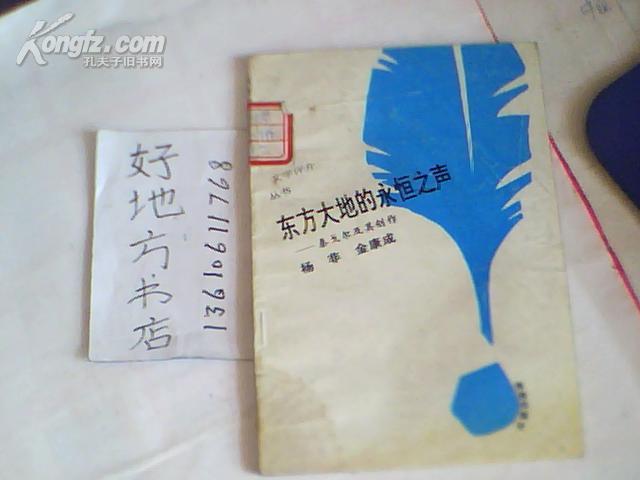 Kongfz.com
孔夫子旧书网
好地方书店
13610611768
文学评介
丛书
东方大地的永恒之声
——泰戈尔及其创作
杨 非 金康成